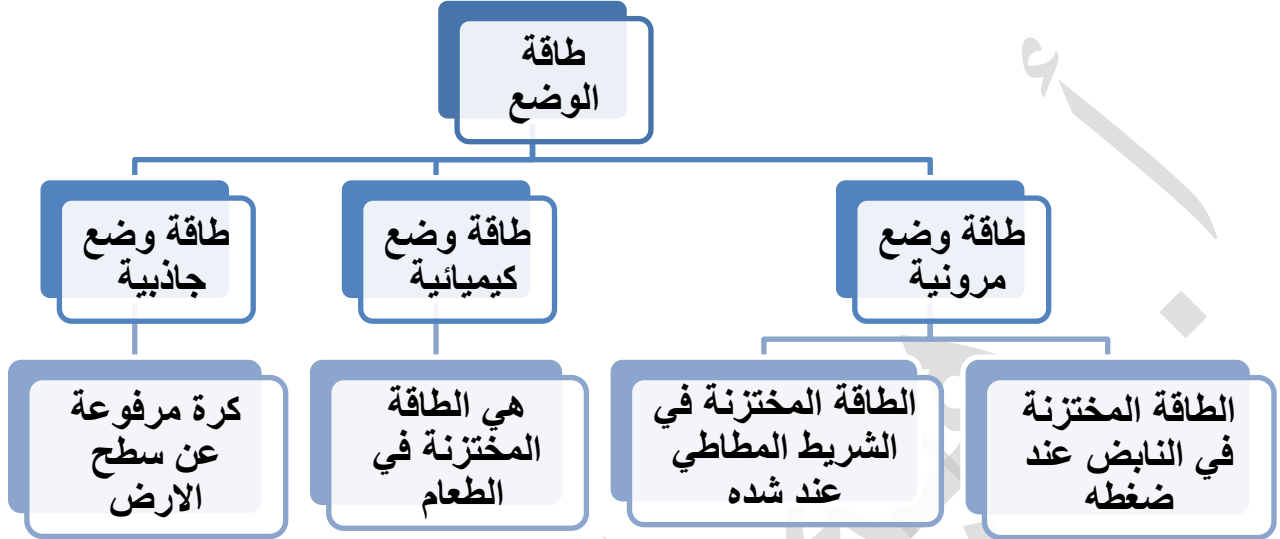 طاقة
الوضع
طاقة وضع
مرونية
طاقة وضع
كيميائية
طاقة وضع
جاذبية
الطاقة المختزنة
في النابض عند
ضغطه
الطاقة المختزنة في
الشريط المطاطي
عند شده
هي الطاقة
المختزنة في
الطعام
كرة مرفوعة
عن سطح
الارض